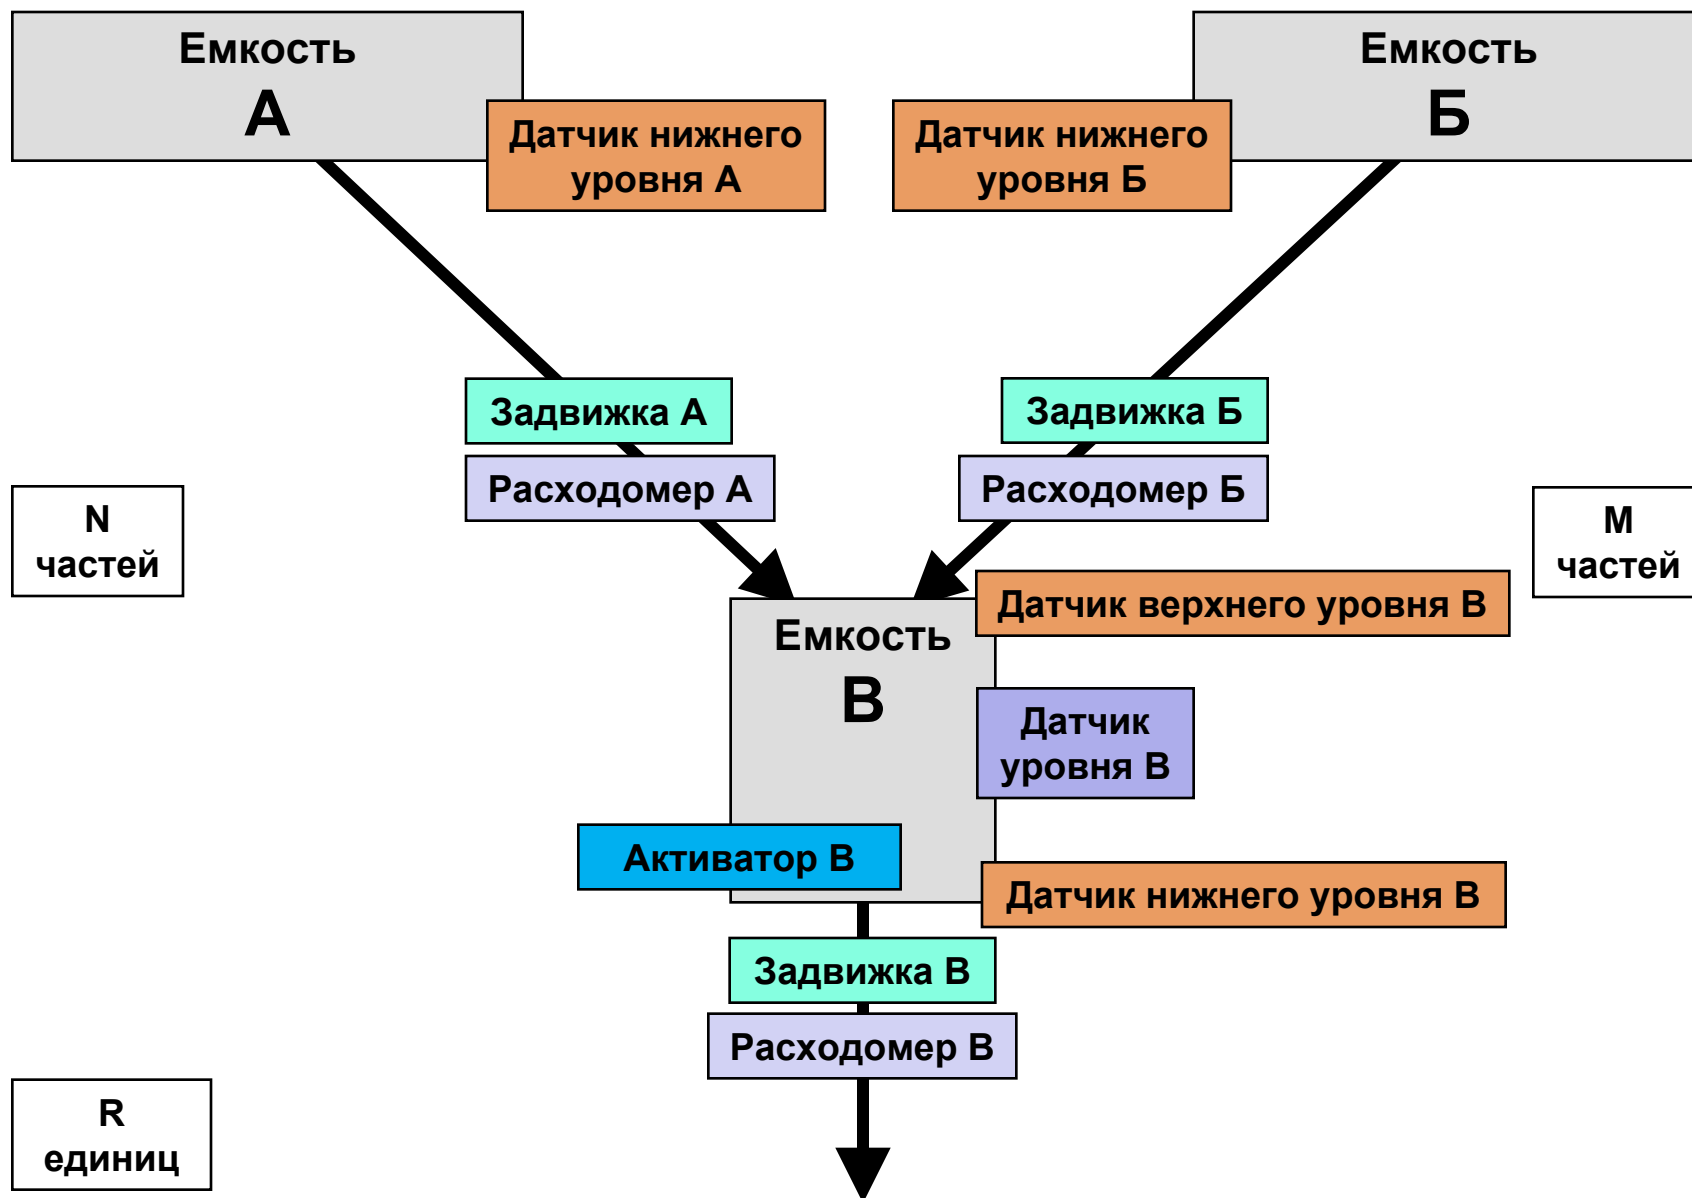 Емкость
А
Емкость
Б
Датчик нижнего
уровня А
Датчик нижнего
уровня Б
Задвижка А
Задвижка Б
Расходомер А
Расходомер Б
N
частей
M
частей
Датчик верхнего уровня В
Емкость
В
Датчик
уровня В
Активатор В
Датчик нижнего уровня В
Задвижка В
Расходомер В
R
единиц